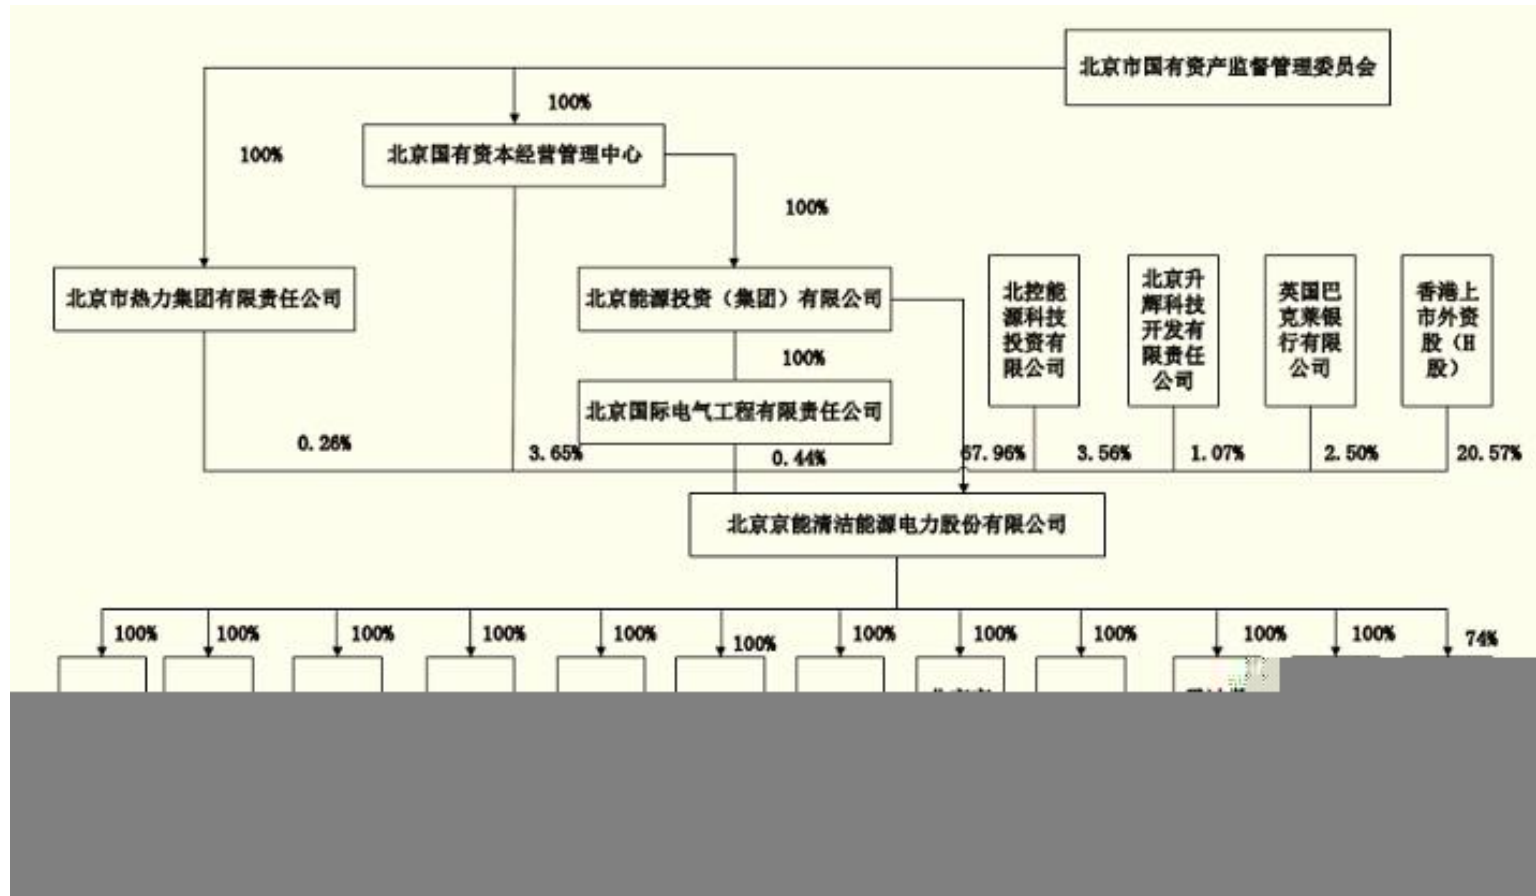 北京市国有资产监督管理委员会
100%
北京国有资本经营管理中心
100%
100%
北京市热力集团有限责任公司
北京能源投资（集团）有限公司
北控能
源科技
投资有
限公司
北京升
辉科技
开发有
限责任
公司
英国巴
克莱银
行有限
公司
香港上
市外资
股（H
股）
100%
北京国际电气工程有限责任公司
0.26%
3.65%
0.44%
67.96%
3.56%
1.07%
2.50%
20.57%
北京京能清洁能源电力股份有限公司
100%
100%
100%
100%
100%
100%
100%
100%
100%
100%
100%
74%